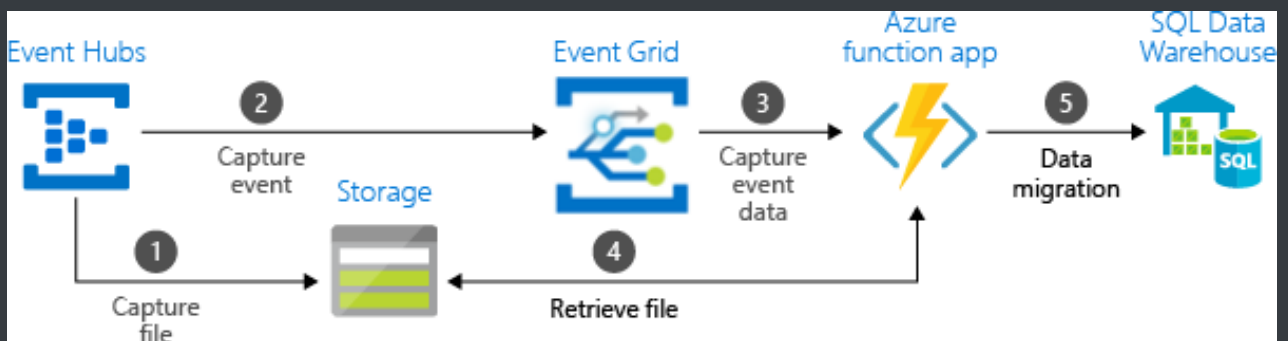 Event Hubs
2
Capture
event
Event Grid
3
Capture
event
data
Azure
function app
5
Data
migration
SQL Data
Warehouse
SQL
1
Capture
file
Storage
4
Retrieve file